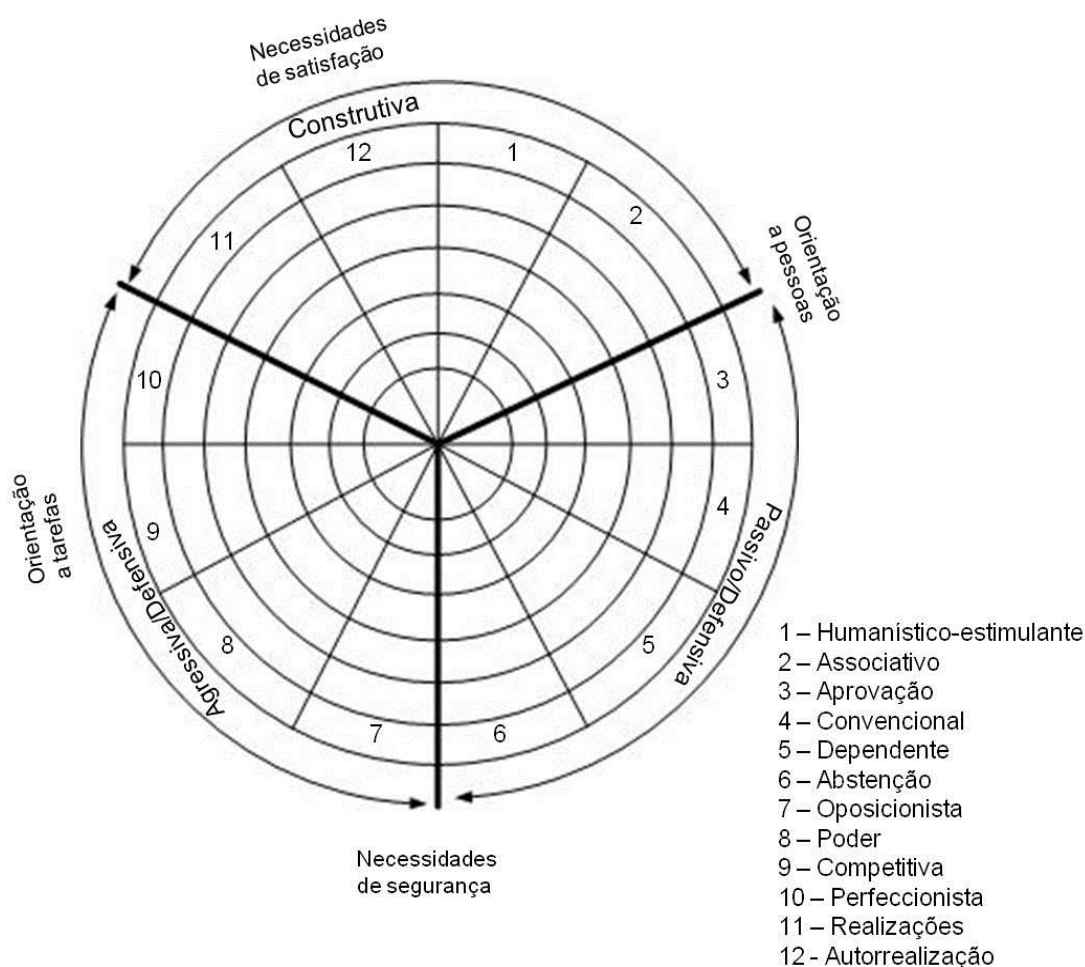 Necessidades
de satisfação
Construtiva
12
1
11
2
Orientação
a pessoas
10
3
Orientação
a tarefas
9
4
Agressiva/Defensiva
Passivo/Defensiva
8
5
7
6
Necessidades
de segurança
1 – Humanístico-estimulante
2 – Associativo
3 – Aprovação
4 – Convencional
5 – Dependente
6 – Abstenção
7 – Oposicionista
8 – Poder
9 – Competitiva
10 – Perfeccionista
11 – Realizações
12 - Autorrealização